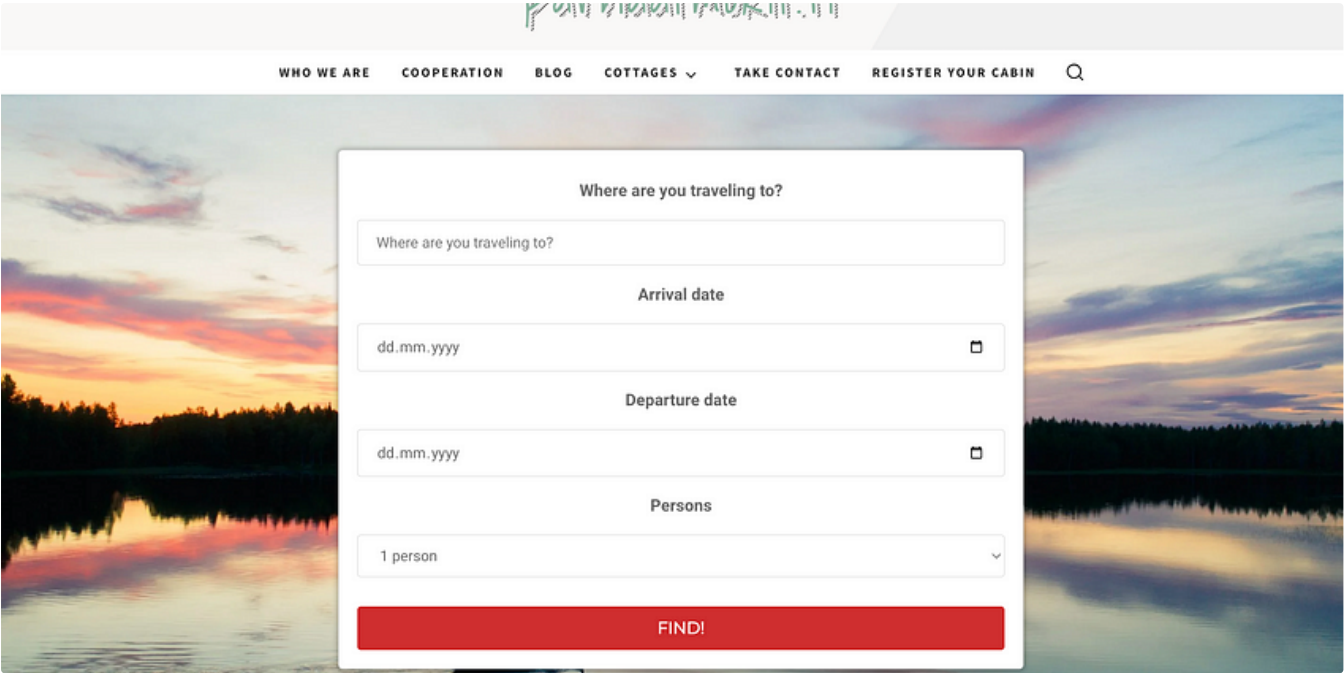 WHO WE ARE COOPERATION BLOG COTTAGES TAKE CONTACT REGISTER YOUR CABIN
Where are you traveling to?
Where are you traveling to?
Arrival date
dd.mm.yyyy
Departure date
dd.mm.yyyy
Persons
1 person
FIND!